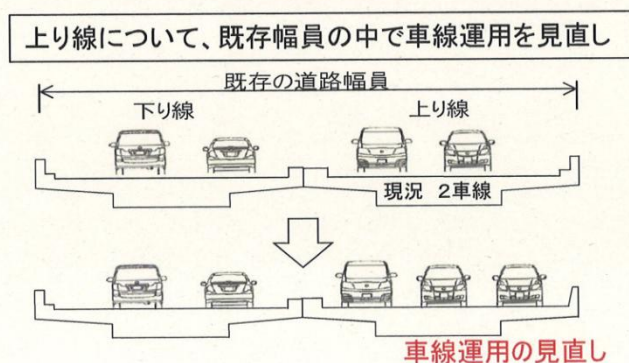 上り線について、既存幅員の中で車線運用を見直し
既存の道路幅員
下り線
上り線
現況 2車線
車線運用の見直し